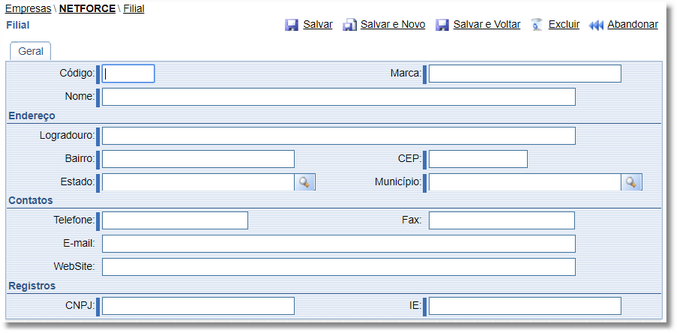 Empresas \ NETFORCE \ Filial
Filial Salvar Salvar e Novo Salvar e Voltar Excluir Abandonar
Geral
Código: Marca:
Nome:
Endereço
Logradouro:
Bairro: CEP:
Estado: Município:
Contatos
Telefone: Fax:
E-mail:
WebSite:
Registros
CNPJ: IE: